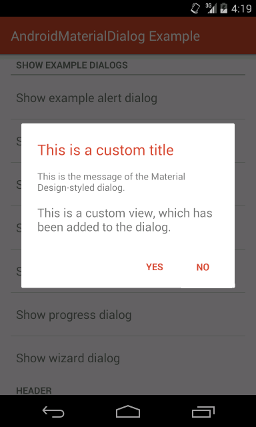 3G 4:19
AndroidMaterialDialog Example
SHOW EXAMPLE DIALOGS
Show example alert dialog
This is a custom title
This is the message of the Material
Design-styled dialog.
This is a custom view, which has
been added to the dialog.
YES NO
Show progress dialog
Show wizard dialog
HEADER